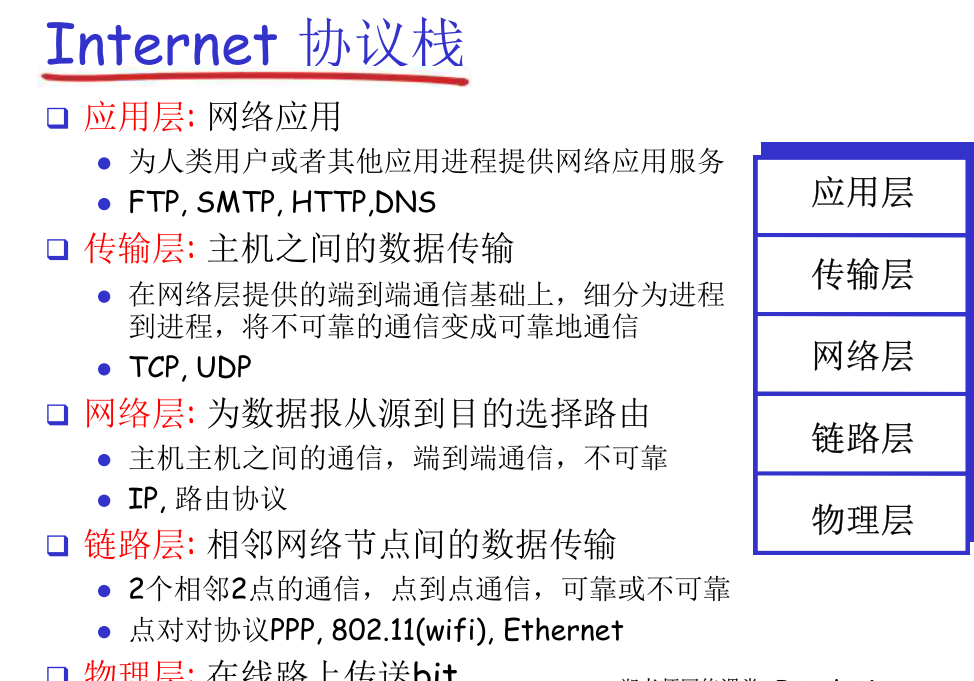 Internet 协议栈
应用层: 网络应用
为人类用户或者其他应用进程提供网络应用服务
FTP, SMTP, HTTP,DNS
传输层: 主机之间的数据传输
在网络层提供的端到端通信基础上，细分为进程
到进程，将不可靠的通信变成可靠地通信
TCP, UDP
网络层: 为数据报从源到目的选择路由
主机主机之间的通信，端到端通信，不可靠
IP, 路由协议
链路层: 相邻网络节点间的数据传输
2个相邻2点的通信，点到点通信，可靠或不可靠
点对对协议PPP, 802.11(wifi), Ethernet
物理层: 在线路上传送bit
应用层
传输层
网络层
链路层
物理层